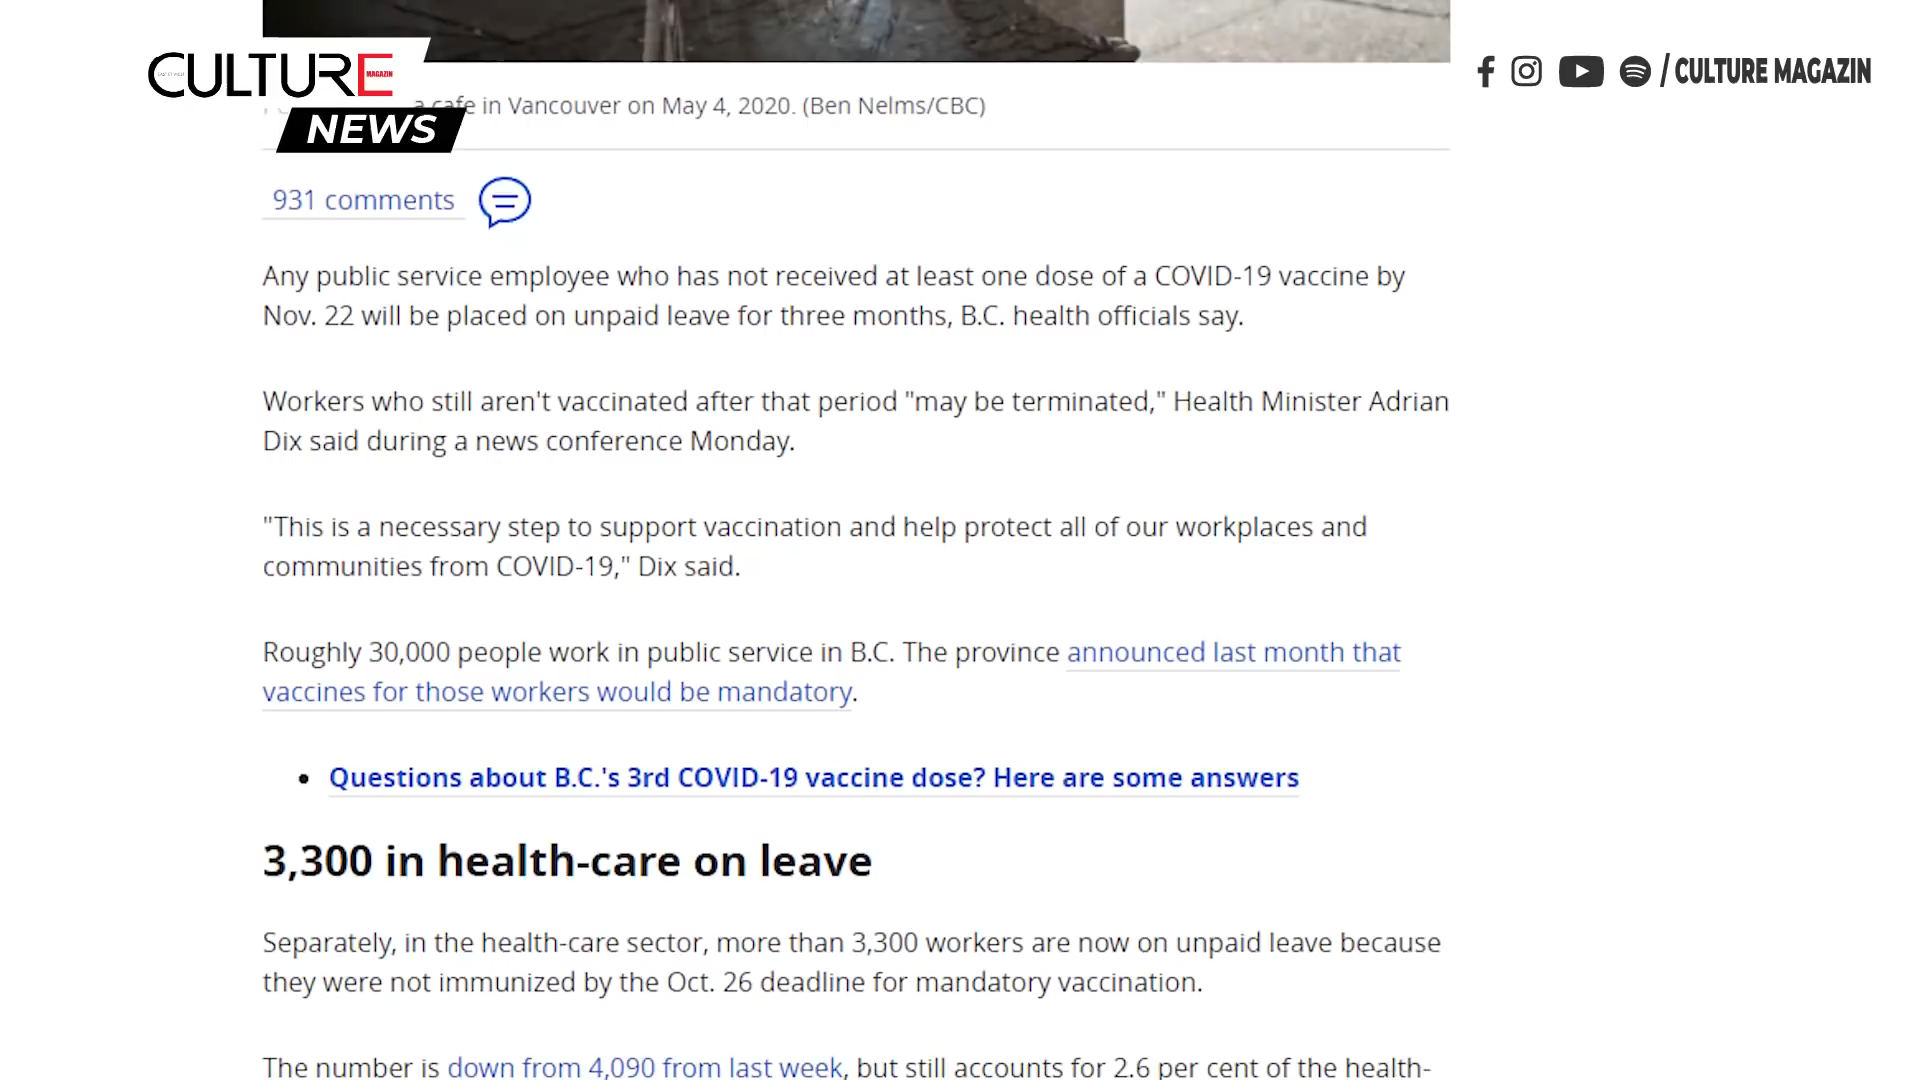 CULTURE
MAGAZIN
NEWS
/ CULTURE MAGAZIN
a cafe in Vancouver on May 4, 2020. (Ben Nelms/CBC)
931 comments
Any public service employee who has not received at least one dose of a COVID-19 vaccine by
Nov. 22 will be placed on unpaid leave for three months, B.C. health officials say.
Workers who still aren't vaccinated after that period "may be terminated," Health Minister Adrian
Dix said during a news conference Monday.
"This is a necessary step to support vaccination and help protect all of our workplaces and
communities from COVID-19," Dix said.
Roughly 30,000 people work in public service in B.C. The province announced last month that
vaccines for those workers would be mandatory.
• Questions about B.C.'s 3rd COVID-19 vaccine dose? Here are some answers
3,300 in health-care on leave
Separately, in the health-care sector, more than 3,300 workers are now on unpaid leave because
they were not immunized by the Oct. 26 deadline for mandatory vaccination.
The number is down from 4,090 from last week, but still accounts for 2.6 per cent of the health-